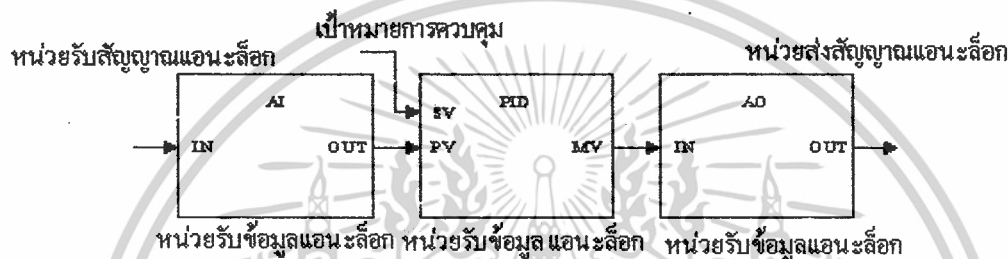 เป้าหมายการควบคุม
หน่วยรับสัญญาณแอนะล็อก
หน่วยส่งสัญญาณแอนะล็อก
AI
PID
AO
SV
IN
OUT
PV
MV
IN
OUT
หน่วยรับข้อมูลแอนะล็อก
หน่วยรับข้อมูล แอนะล็อก
หน่วยรับข้อมูลแอนะล็อก